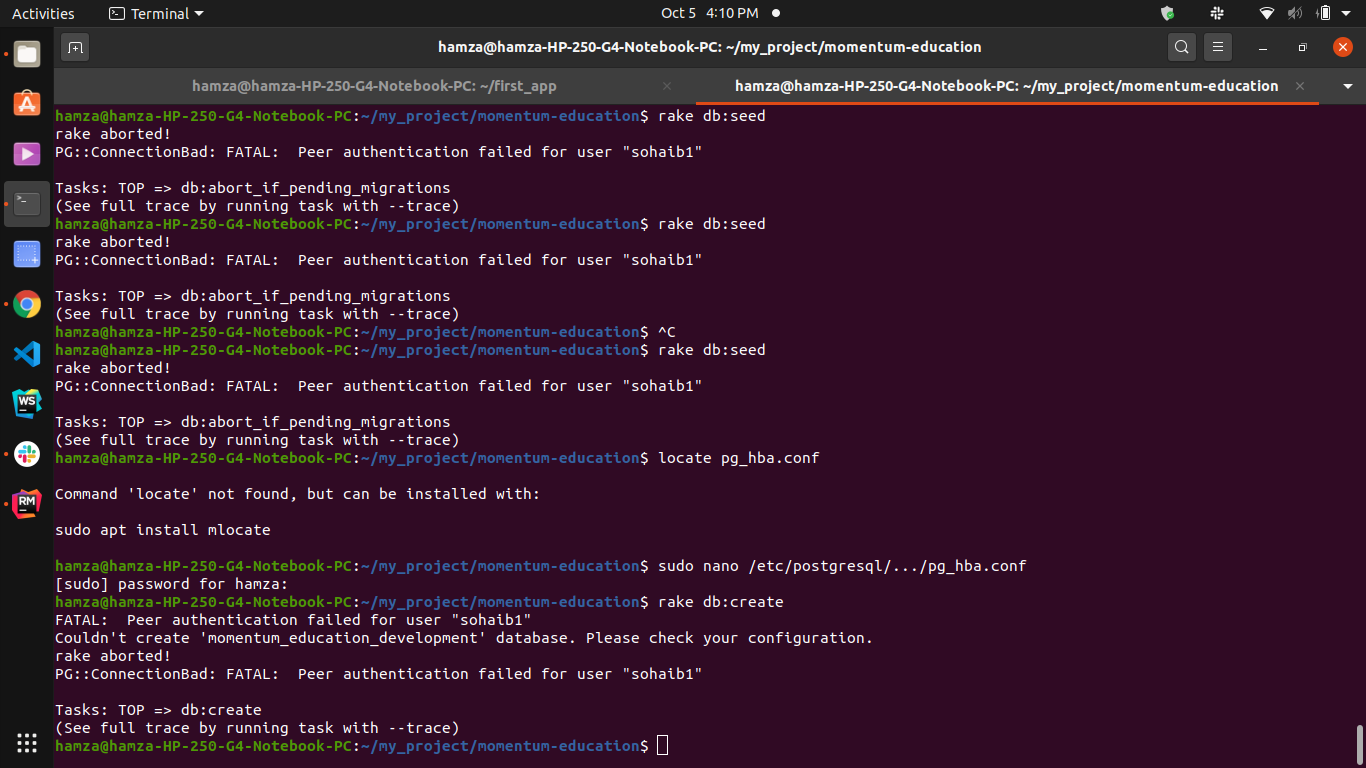 Activities
Terminal
Oct 5 4:10 PM
hamza@hamza-HP-250-G4-Notebook-PC: ~/my_project/momentum-education
hamza@hamza-HP-250-G4-Notebook-PC: ~/first_app
hamza@hamza-HP-250-G4-Notebook-PC: ~/my_project/momentum-education
hamza@hamza-HP-250-G4-Notebook-PC:~/my_project/momentum-education$ rake db:seed
rake aborted!
PG::ConnectionBad: FATAL:  Peer authentication failed for user "sohaib1"
Tasks: TOP => db:abort_if_pending_migrations
(See full trace by running task with --trace)
hamza@hamza-HP-250-G4-Notebook-PC:~/my_project/momentum-education$ rake db:seed
rake aborted!
PG::ConnectionBad: FATAL:  Peer authentication failed for user "sohaib1"
Tasks: TOP => db:abort_if_pending_migrations
(See full trace by running task with --trace)
hamza@hamza-HP-250-G4-Notebook-PC:~/my_project/momentum-education$ ^C
hamza@hamza-HP-250-G4-Notebook-PC:~/my_project/momentum-education$ rake db:seed
rake aborted!
PG::ConnectionBad: FATAL:  Peer authentication failed for user "sohaib1"
Tasks: TOP => db:abort_if_pending_migrations
(See full trace by running task with --trace)
hamza@hamza-HP-250-G4-Notebook-PC:~/my_project/momentum-education$ locate pg_hba.conf
Command 'locate' not found, but can be installed with:
sudo apt install mlocate
hamza@hamza-HP-250-G4-Notebook-PC:~/my_project/momentum-education$ sudo nano /etc/postgresql/.../pg_hba.conf
[sudo] password for hamza:
hamza@hamza-HP-250-G4-Notebook-PC:~/my_project/momentum-education$ rake db:create
FATAL:  Peer authentication failed for user "sohaib1"
Couldn't create 'momentum_education_development' database. Please check your configuration.
rake aborted!
PG::ConnectionBad: FATAL:  Peer authentication failed for user "sohaib1"
Tasks: TOP => db:create
(See full trace by running task with --trace)
hamza@hamza-HP-250-G4-Notebook-PC:~/my_project/momentum-education$
WS
RM